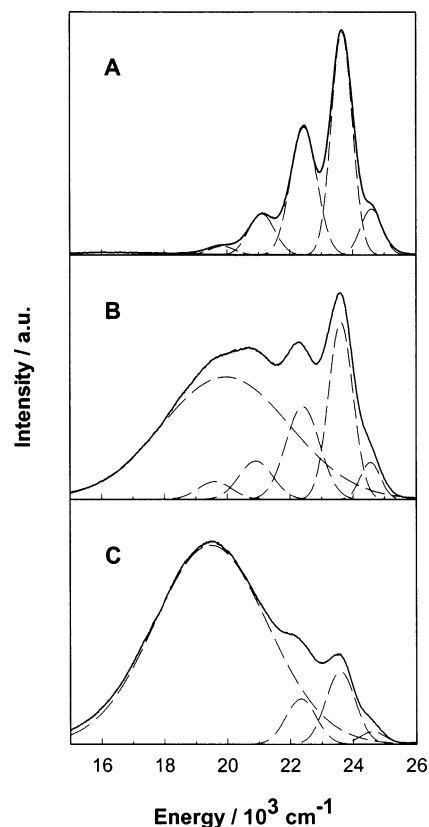 A
B
C
Intensity / a.u.
16 18 20 22 24 26
Energy / 10³ cm⁻¹